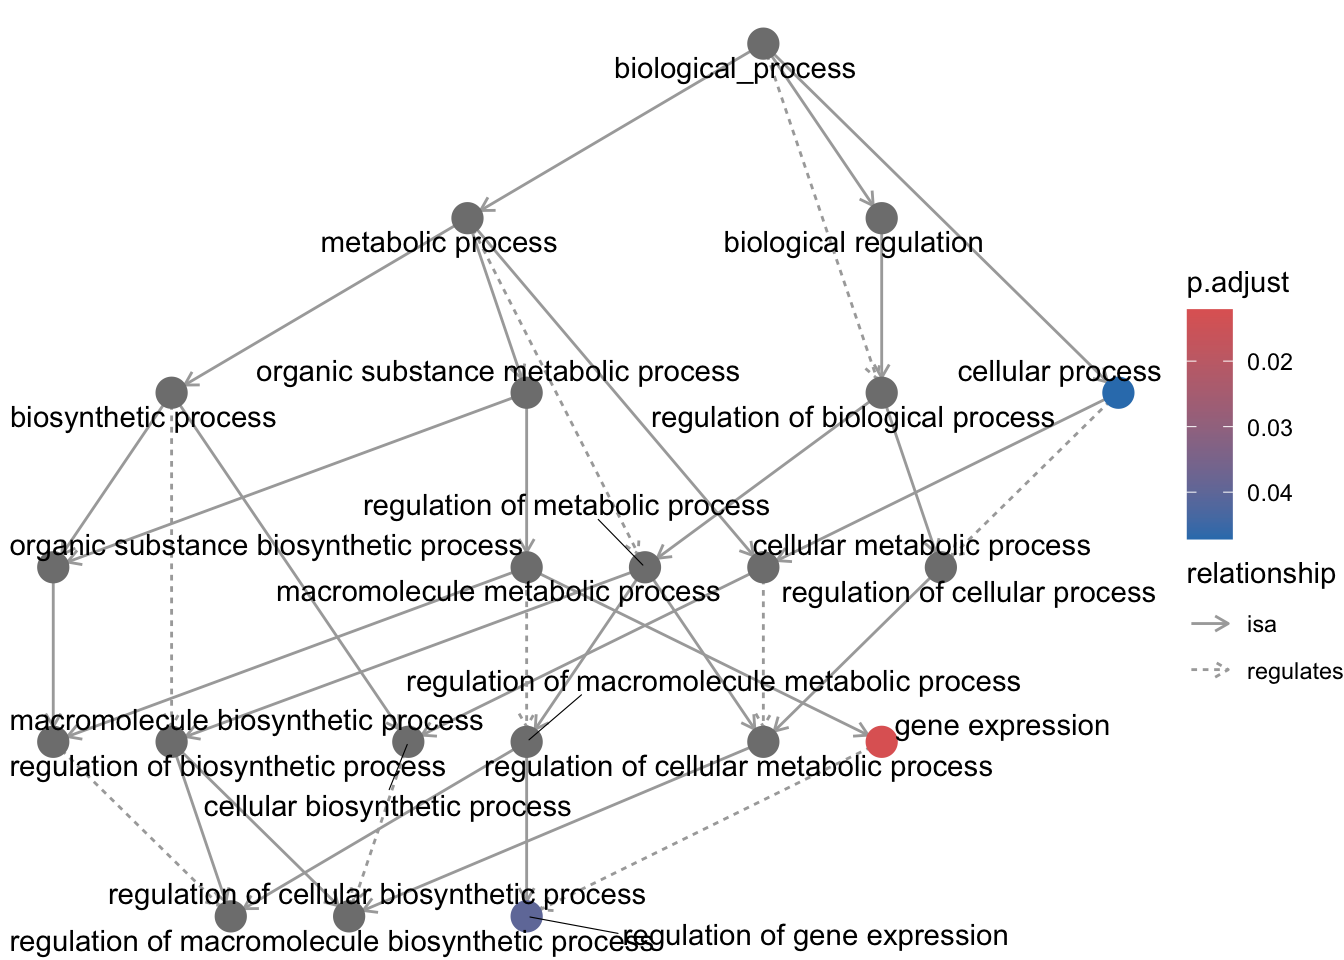 biological_process
metabolic process
biological regulation
p.adjust
0.02
0.03
0.04
organic substance metabolic process
cellular process
biosynthetic process
regulation of biological process
regulation of metabolic process
organic substance biosynthetic process
cellular metabolic process
macromolecule metabolic process
regulation of cellular process
relationship
isa
regulates
regulation of macromolecule metabolic process
macromolecule biosynthetic process
gene expression
regulation of biosynthetic process
regulation of cellular metabolic process
cellular biosynthetic process
regulation of cellular biosynthetic process
regulation of macromolecule biosynthetic process
regulation of gene expression